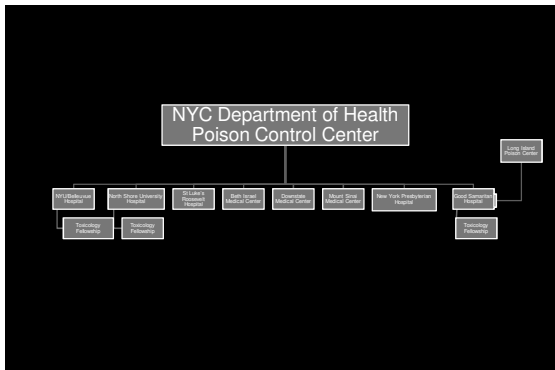 NYC Department of Health
Poison Control Center
Long Island
Poison Center
NYU/Bellevue
Hospital
North Shore University
Hospital
St Luke's
Roosevelt
Hospital
Beth Israel
Medical Center
Downstate
Medical Center
Mount Sinai
Medical Center
New York Presbyterian
Hospital
Good Samaritan
Hospital
Toxicology
Fellowship
Toxicology
Fellowship
Toxicology
Fellowship